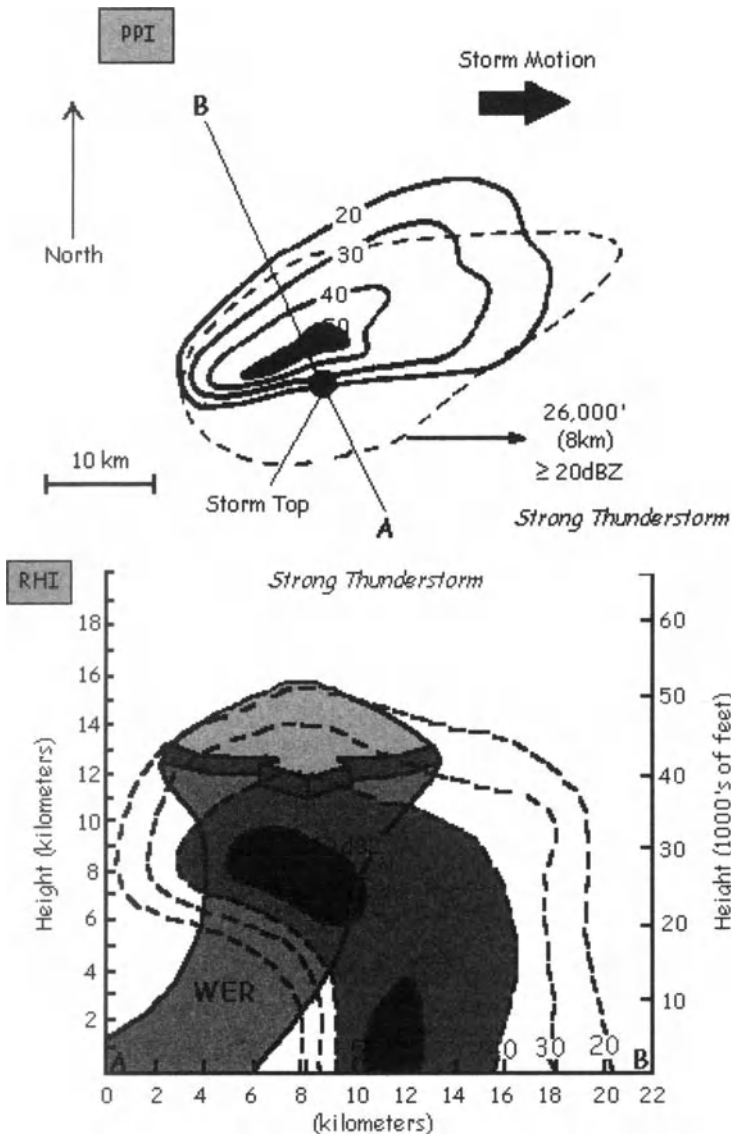 PPI
Storm Motion
B
North
20
30
40
50
10 km
Storm Top
A
26,000'
(8km)
≥ 20dBZ
Strong Thunderstorm
RHI
Strong Thunderstorm
18
16
14
12
10
8
6
4
2
Height (kilometers)
60
50
40
30
20
10
Height (1000's of feet)
WER
A
30
20
B
0 2 4 6 8 10 12 14 16 18 20 22
(kilometers)